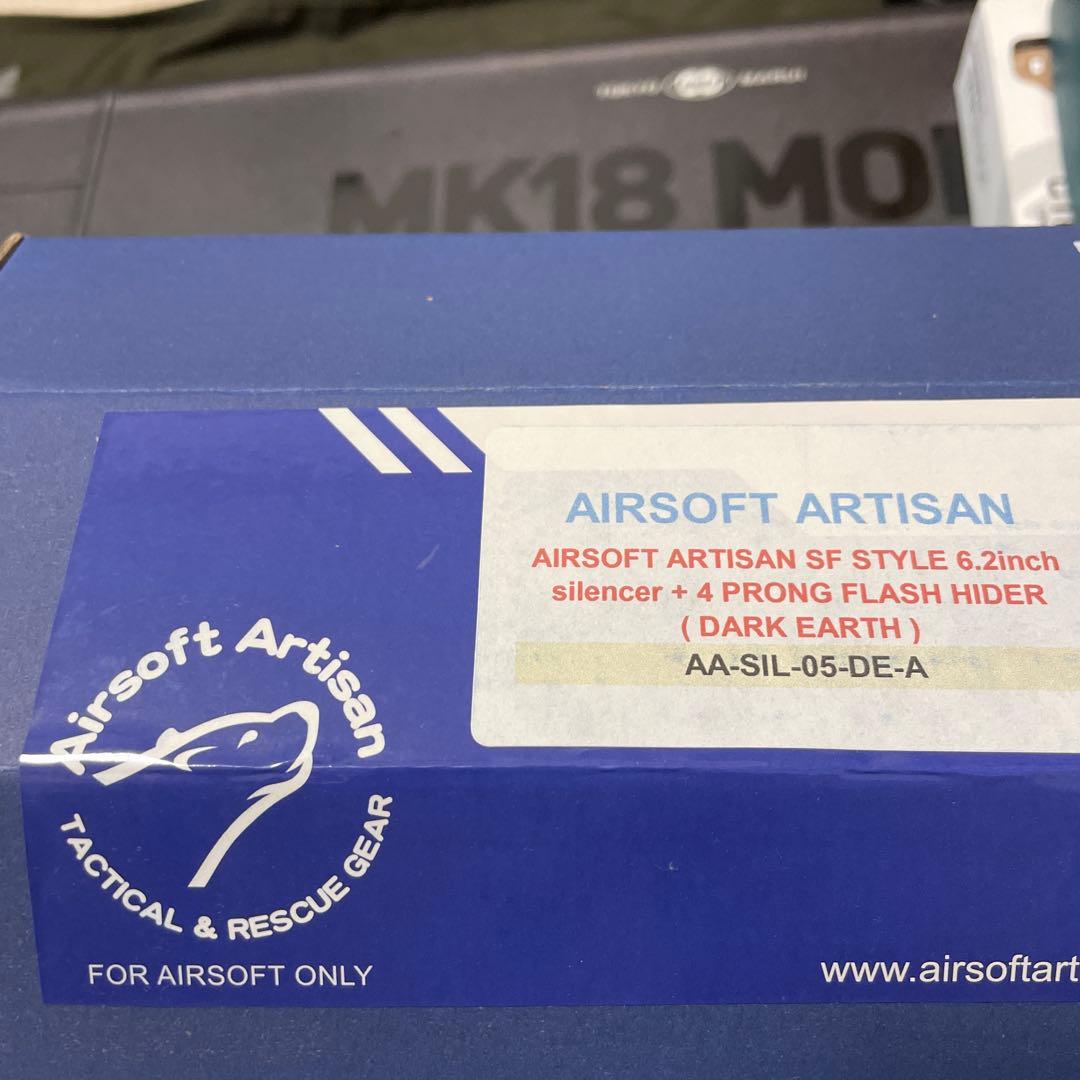 MK18 MO
AIRSOFT ARTISAN
AIRSOFT ARTISAN SF STYLE 6.2inch
silencer + 4 PRONG FLASH HIDER
( DARK EARTH )
AA-SIL-05-DE-A
Airsoft Artisan
TACTICAL & RESCUE GEAR
FOR AIRSOFT ONLY
www.airsoftart